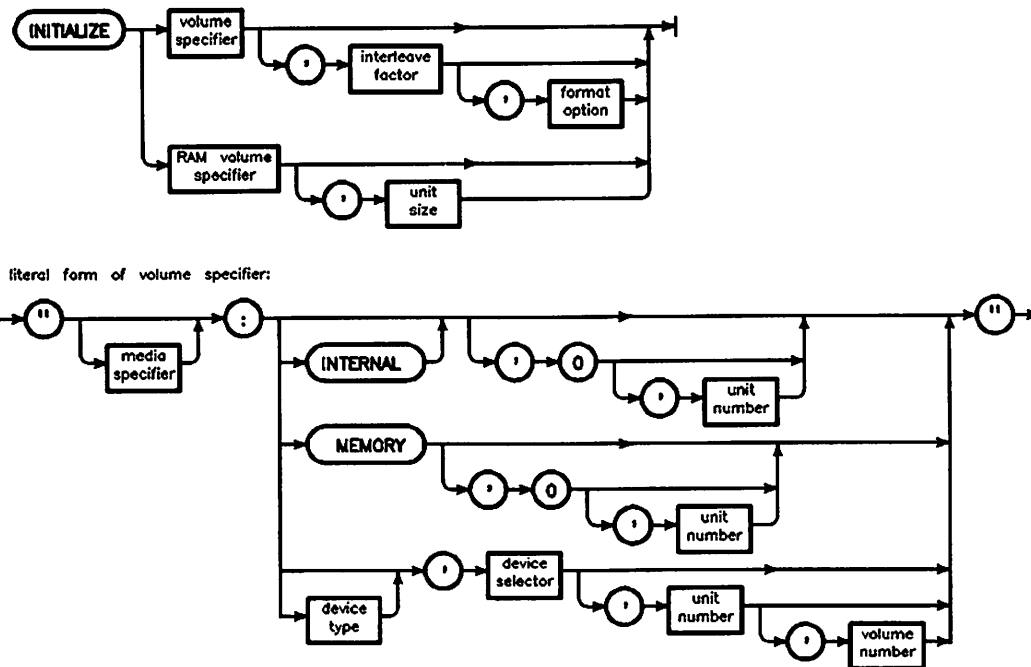 INITIALIZE
volume
specifier
,
interleave
factor
,
format
option
RAM volume
specifier
,
unit
size
literal form of volume specifier:
"
media
specifier
:
INTERNAL
,
0
,
unit
number
"
MEMORY
,
0
,
unit
number
device
type
,
device
selector
,
unit
number
,
volume
number